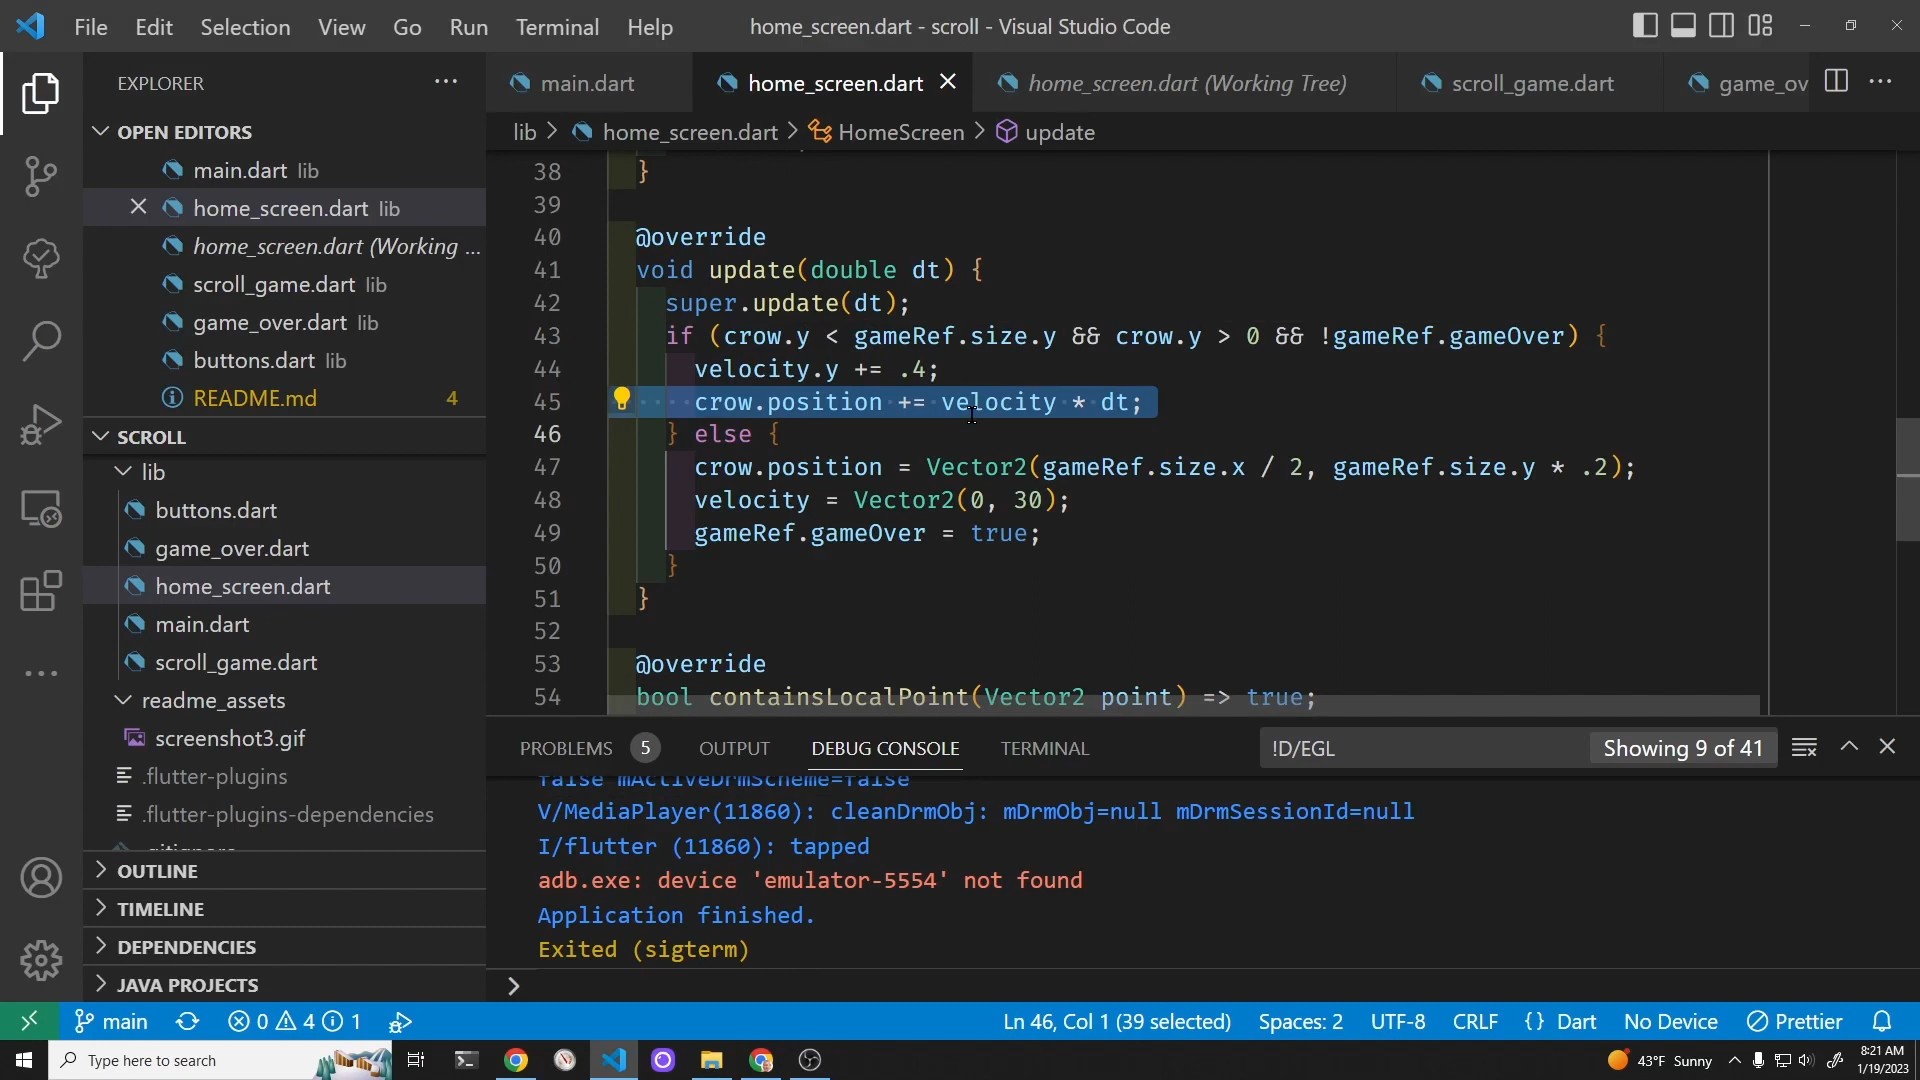 File Edit Selection View Go Run Terminal Help home_screen.dart - scroll - Visual Studio Code
EXPLORER
main.dart home_screen.dart home_screen.dart (Working Tree) scroll_game.dart game_ov
OPEN EDITORS
lib > home_screen.dart > HomeScreen > update
main.dart lib
home_screen.dart lib
home_screen.dart (Working ...
scroll_game.dart lib
game_over.dart lib
buttons.dart lib
README.md 4
SCROLL
lib
buttons.dart
game_over.dart
home_screen.dart
main.dart
scroll_game.dart
readme_assets
screenshot3.gif
.flutter-plugins
.flutter-plugins-dependencies
.gitignore
OUTLINE
TIMELINE
DEPENDENCIES
JAVA PROJECTS
38 }
39
40 @override
41 void update(double dt) {
42 super.update(dt);
43 if (crow.y < gameRef.size.y && crow.y > 0 && !gameRef.gameOver) {
44 velocity.y += .4;
45 crow.position += velocity * dt;
46 } else {
47 crow.position = Vector2(gameRef.size.x / 2, gameRef.size.y * .2);
48 velocity = Vector2(0, 30);
49 gameRef.gameOver = true;
50 }
51 }
52
53 @override
54 bool containsLocalPoint(Vector2 point) => true;
PROBLEMS 5 OUTPUT DEBUG CONSOLE TERMINAL !D/EGL Showing 9 of 41
false mActiveDrmScheme=false
V/MediaPlayer(11860): cleanDrmObj: mDrmObj=null mDrmSessionId=null
I/flutter (11860): tapped
adb.exe: device 'emulator-5554' not found
Application finished.
Exited (sigterm)
>
main 0 4 1 Ln 46, Col 1 (39 selected) Spaces: 2 UTF-8 CRLF {} Dart No Device Prettier
Type here to search 43°F Sunny 8:21 AM
1/19/2023